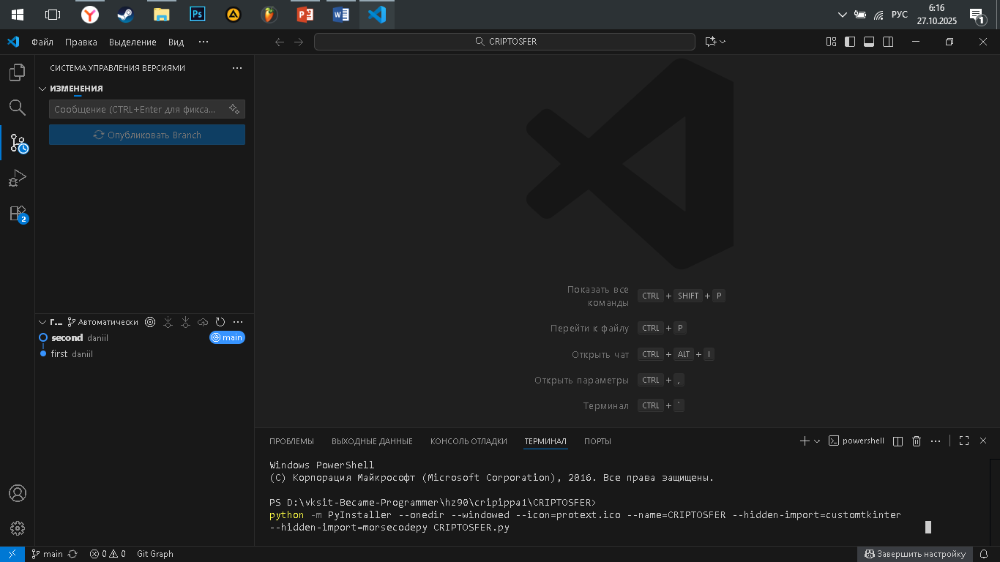 6:16
РУС
27.10.2025
1
Файл Правка Выделение Вид ···
CRIPTOSFER
СИСТЕМА УПРАВЛЕНИЯ ВЕРСИЯМИ ···
ИЗМЕНЕНИЯ
Сообщение (CTRL+Enter для фикса...
Опубликовать Branch
2
Показать все
команды
CTRL + SHIFT + P
Перейти к файлу CTRL + P
Открыть чат CTRL + ALT + I
Открыть параметры CTRL + ,
Терминал CTRL + `
Г... Автоматически ···
second daniil main
first daniil
ПРОБЛЕМЫ ВЫХОДНЫЕ ДАННЫЕ КОНСОЛЬ ОТЛАДКИ ТЕРМИНАЛ ПОРТЫ powershell ···
Windows PowerShell
(C) Корпорация Майкрософт (Microsoft Corporation), 2016. Все права защищены.
PS D:\vksit-Became-Programmer\hz90\cripippa1\CRIPTOSFER>
python -m PyInstaller --onedir --windowed --icon=protext.ico --name=CRIPTOSFER --hidden-import=customtkinter
--hidden-import=morsecodepy CRIPTOSFER.py
main 0 0 Git Graph Завершить настройку